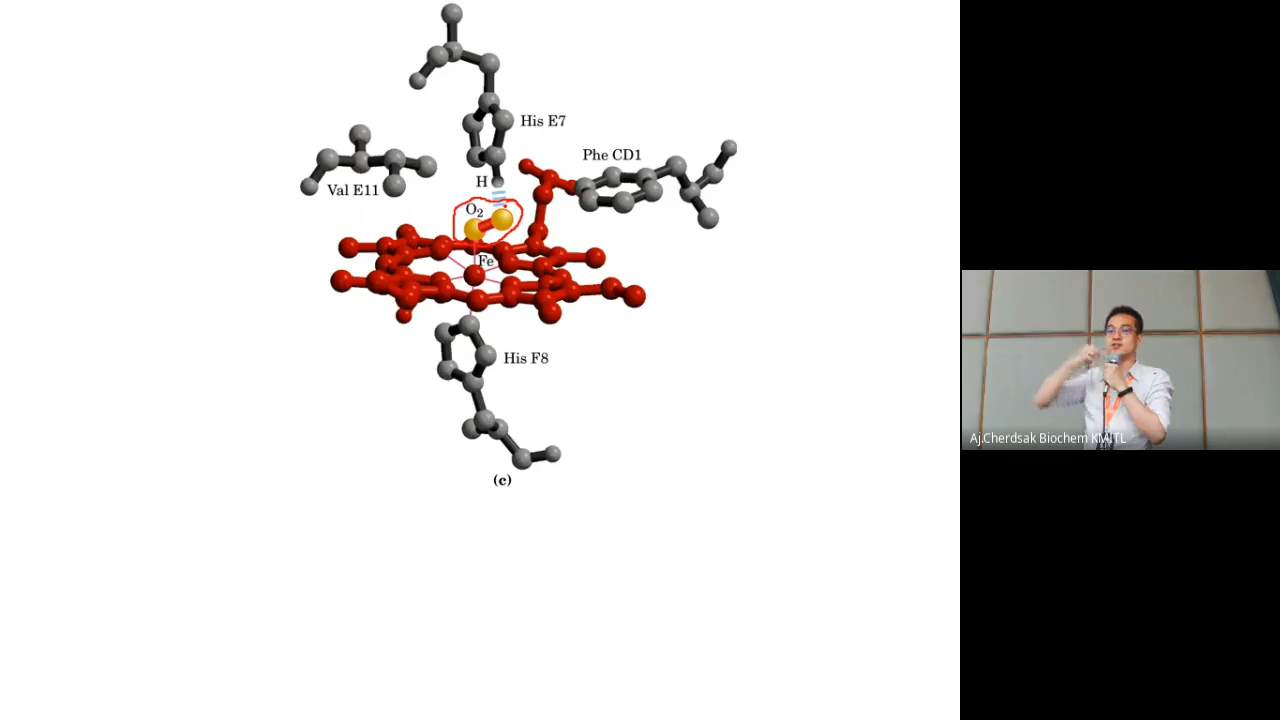 His E7
Phe CD1
Val E11
H
O2
Fe
His F8
(c)
Aj.Cherdsak Biochem KMITL